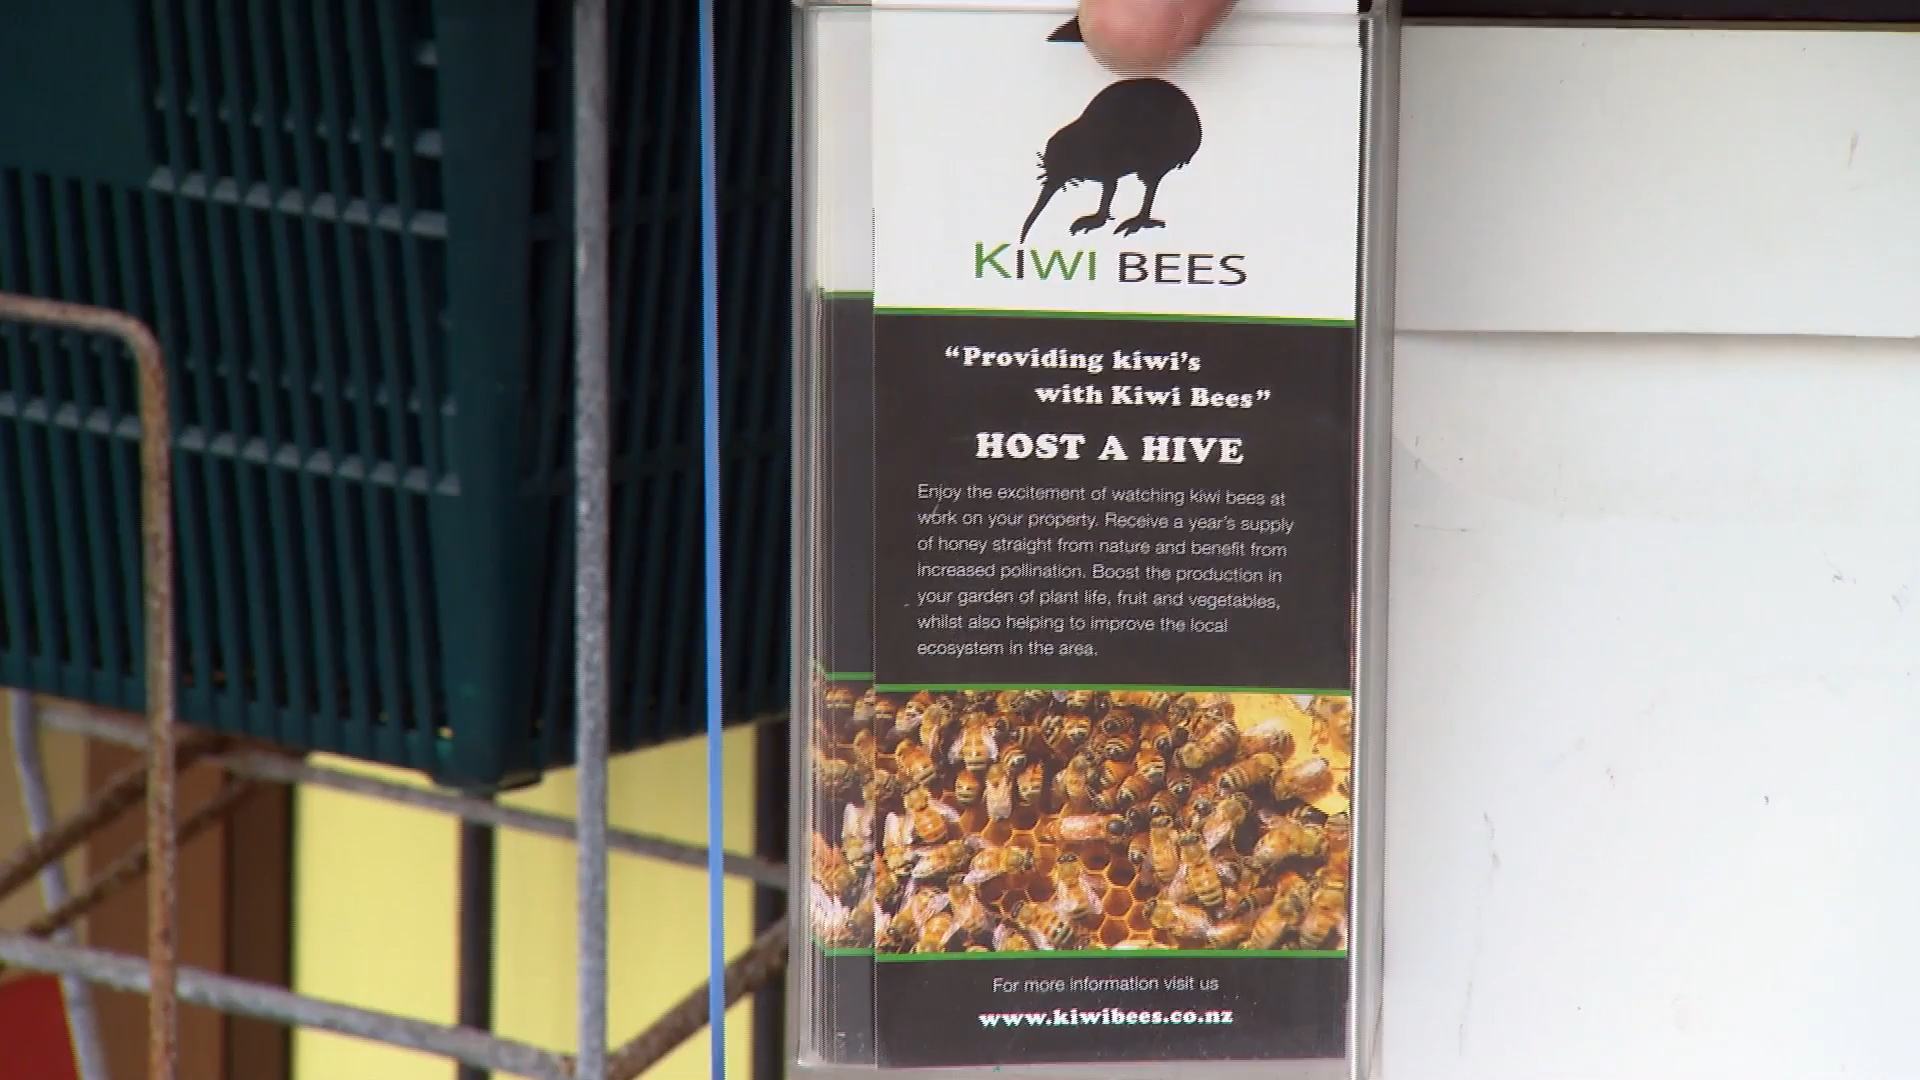 KIWI BEES
“Providing kiwi’s
with Kiwi Bees”
HOST A HIVE
Enjoy the excitement of watching kiwi bees at
work on your property. Receive a year’s supply
of honey straight from nature and benefit from
increased pollination. Boost the production in
your garden of plant life, fruit and vegetables,
whilst also helping to improve the local
ecosystem in the area.
For more information visit us
www.kiwibees.co.nz